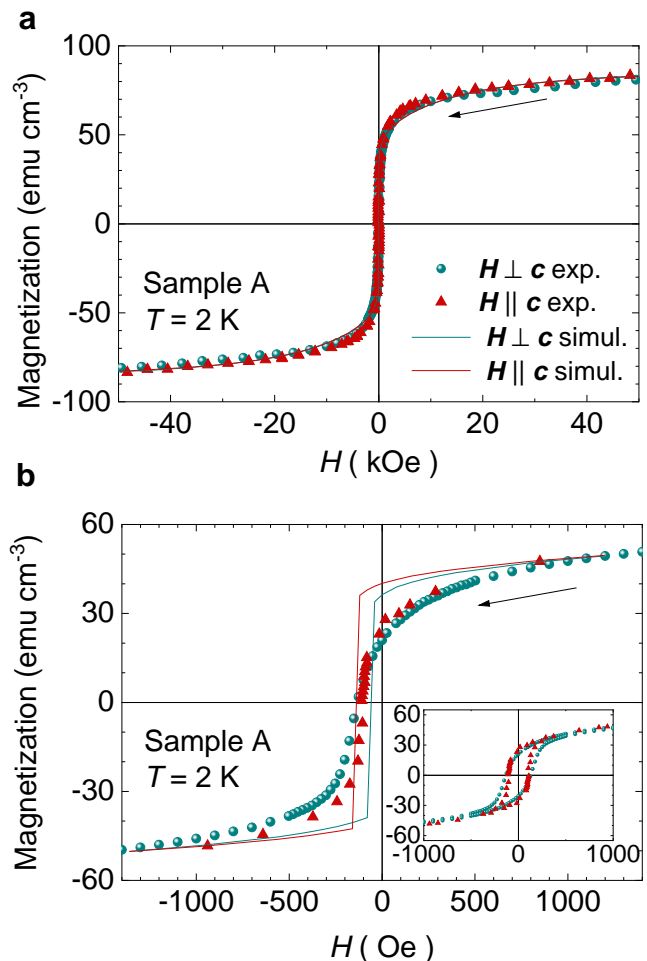 a
100
50
0
-50
-100
Magnetization (emu cm⁻³)
Sample A
T = 2 K
H ⊥ c exp.
H || c exp.
H ⊥ c simul.
H || c simul.
-40 -20 0 20 40
H ( kOe )
b
60
30
0
-30
-60
Magnetization (emu cm⁻³)
Sample A
T = 2 K
60
30
0
-30
-60
-1000 0 1000
-1000 -500 0 500 1000
H ( Oe )